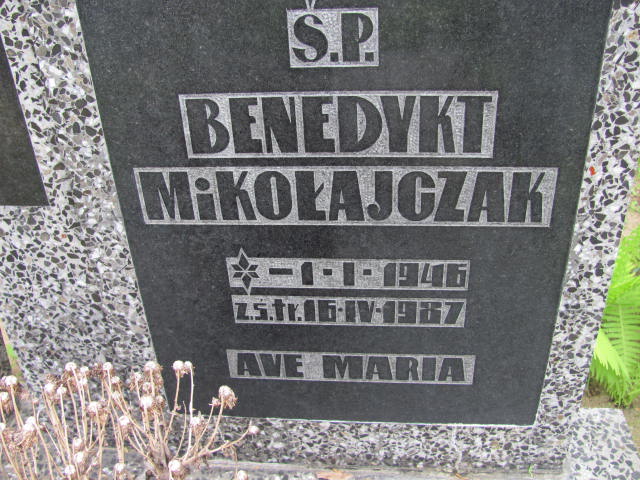 Ś.P.
BENEDYKT
MiKOŁAJCZAK
* – 1 · I · 1946
z.ś.tr. 16 · IV · 1987
AVE MARIA